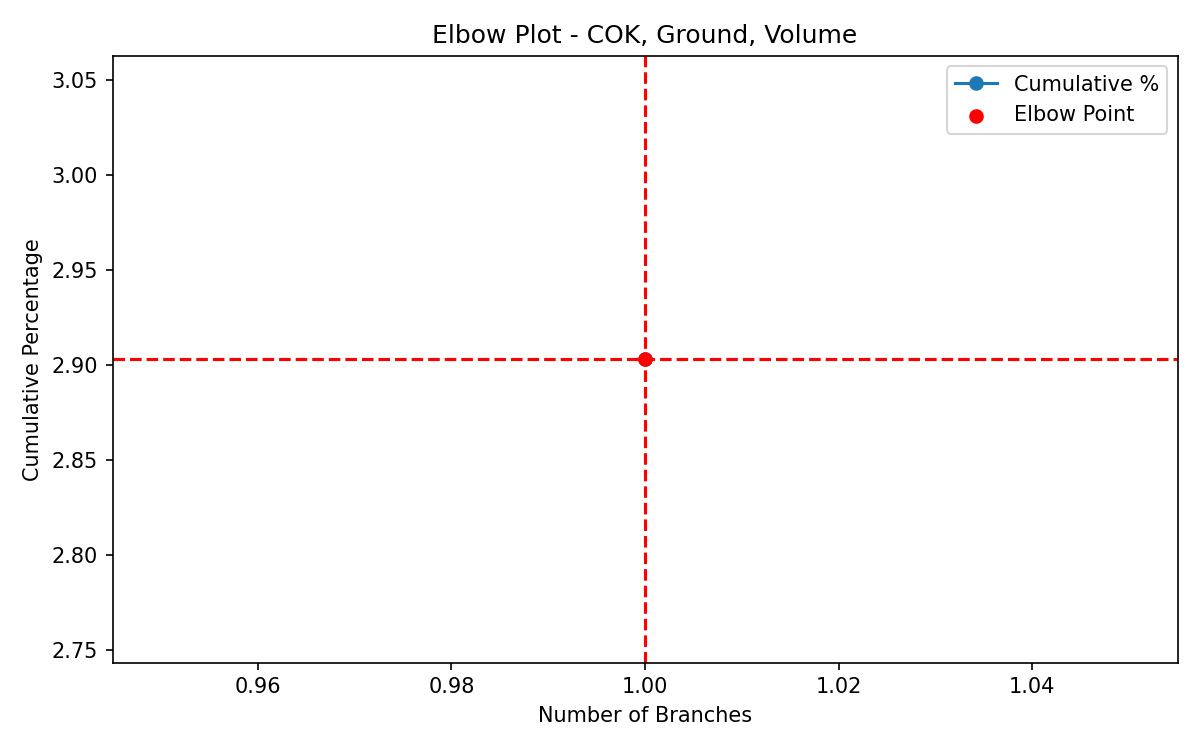 Elbow Plot - COK, Ground, Volume
Cumulative %
Elbow Point
Cumulative Percentage
3.05
3.00
2.95
2.90
2.85
2.80
2.75
0.96 0.98 1.00 1.02 1.04
Number of Branches